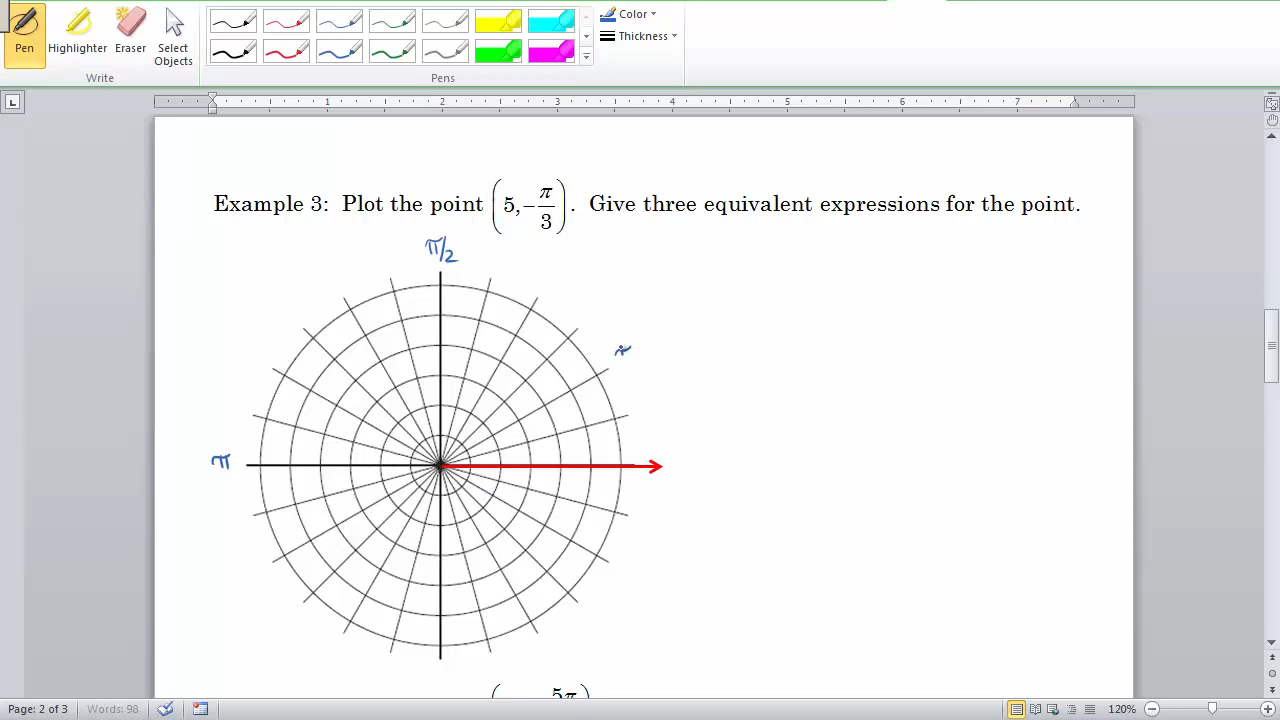 Color
Thickness
Pen
Highlighter
Eraser
Select
Objects
Write
Pens
1 2 3 4 5 6 7
Example 3: Plot the point (5, -π/3). Give three equivalent expressions for the point.
π/2
π
5π
Page: 2 of 3
Words: 98
120%